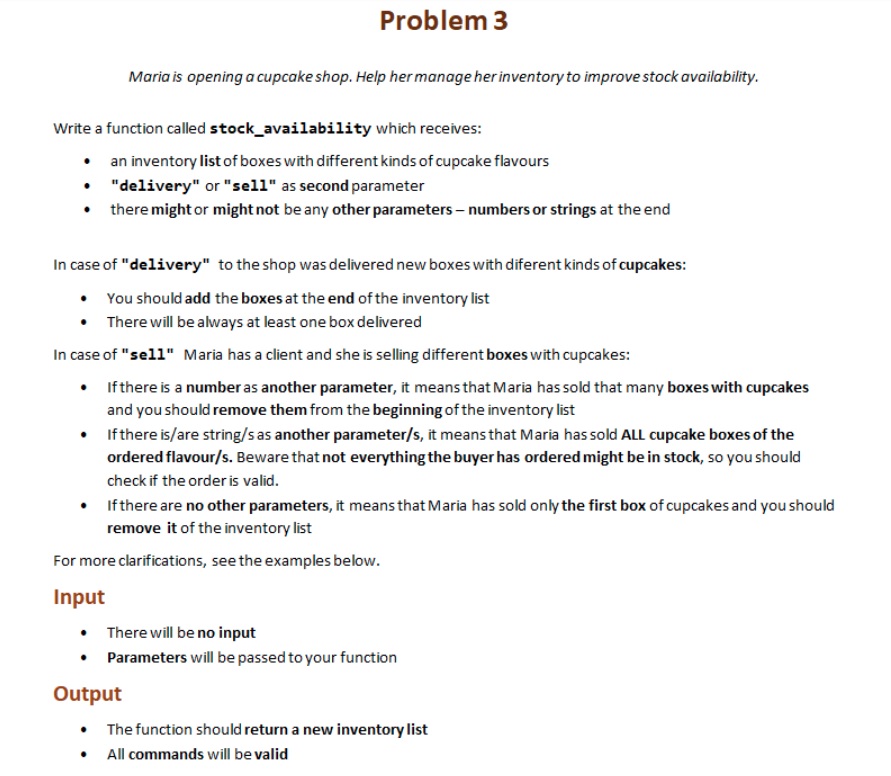 Problem 3
Maria is opening a cupcake shop. Help her manage her inventory to improve stock availability.
Write a function called stock_availability which receives:
• an inventory list of boxes with different kinds of cupcake flavours
• "delivery" or "sell" as second parameter
• there might or might not be any other parameters – numbers or strings at the end
In case of "delivery" to the shop was delivered new boxes with diferent kinds of cupcakes:
• You should add the boxes at the end of the inventory list
• There will be always at least one box delivered
In case of "sell" Maria has a client and she is selling different boxes with cupcakes:
• If there is a number as another parameter, it means that Maria has sold that many boxes with cupcakes
and you should remove them from the beginning of the inventory list
• If there is/are string/s as another parameter/s, it means that Maria has sold ALL cupcake boxes of the
ordered flavour/s. Beware that not everything the buyer has ordered might be in stock, so you should
check if the order is valid.
• If there are no other parameters, it means that Maria has sold only the first box of cupcakes and you should
remove it of the inventory list
For more clarifications, see the examples below.
Input
• There will be no input
• Parameters will be passed to your function
Output
• The function should return a new inventory list
• All commands will be valid